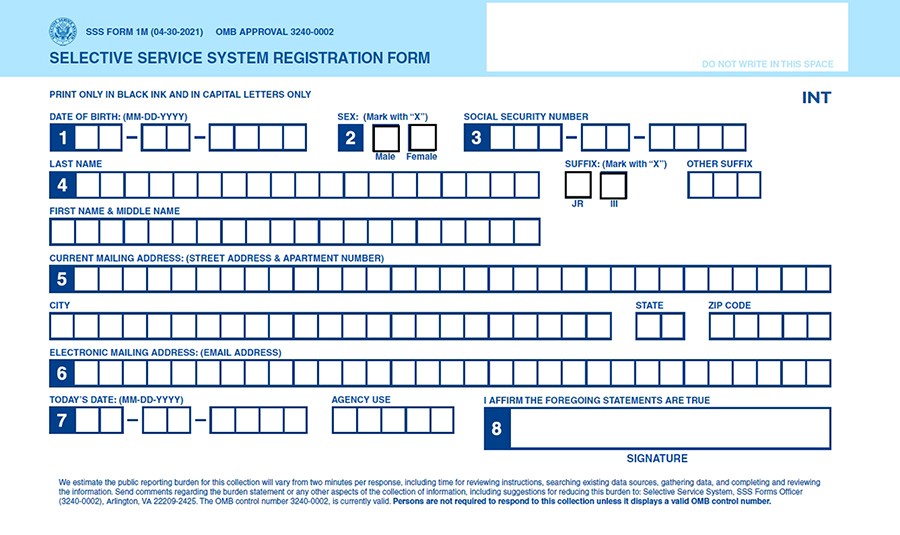 SSS FORM 1M (04-30-2021) OMB APPROVAL 3240-0002
SELECTIVE SERVICE SYSTEM REGISTRATION FORM
DO NOT WRITE IN THIS SPACE
PRINT ONLY IN BLACK INK AND IN CAPITAL LETTERS ONLY
INT
DATE OF BIRTH: (MM-DD-YYYY) SEX: (Mark with “X”) SOCIAL SECURITY NUMBER
1 – – 2 3 – –
Male Female
LAST NAME SUFFIX: (Mark with “X”) OTHER SUFFIX
4
JR III
FIRST NAME & MIDDLE NAME
CURRENT MAILING ADDRESS: (STREET ADDRESS & APARTMENT NUMBER)
5
CITY STATE ZIP CODE
ELECTRONIC MAILING ADDRESS: (EMAIL ADDRESS)
6
TODAY’S DATE: (MM-DD-YYYY) AGENCY USE I AFFIRM THE FOREGOING STATEMENTS ARE TRUE
7 – – 8
SIGNATURE
We estimate the public reporting burden for this collection will vary from two minutes per response, including time for reviewing instructions, searching existing data sources, gathering data, and completing and reviewing
the information. Send comments regarding the burden statement or any other aspects of the collection of information, including suggestions for reducing this burden to: Selective Service System, SSS Forms Officer
(3240-0002), Arlington, VA 22209-2425. The OMB control number 3240-0002, is currently valid. Persons are not required to respond to this collection unless it displays a valid OMB control number.